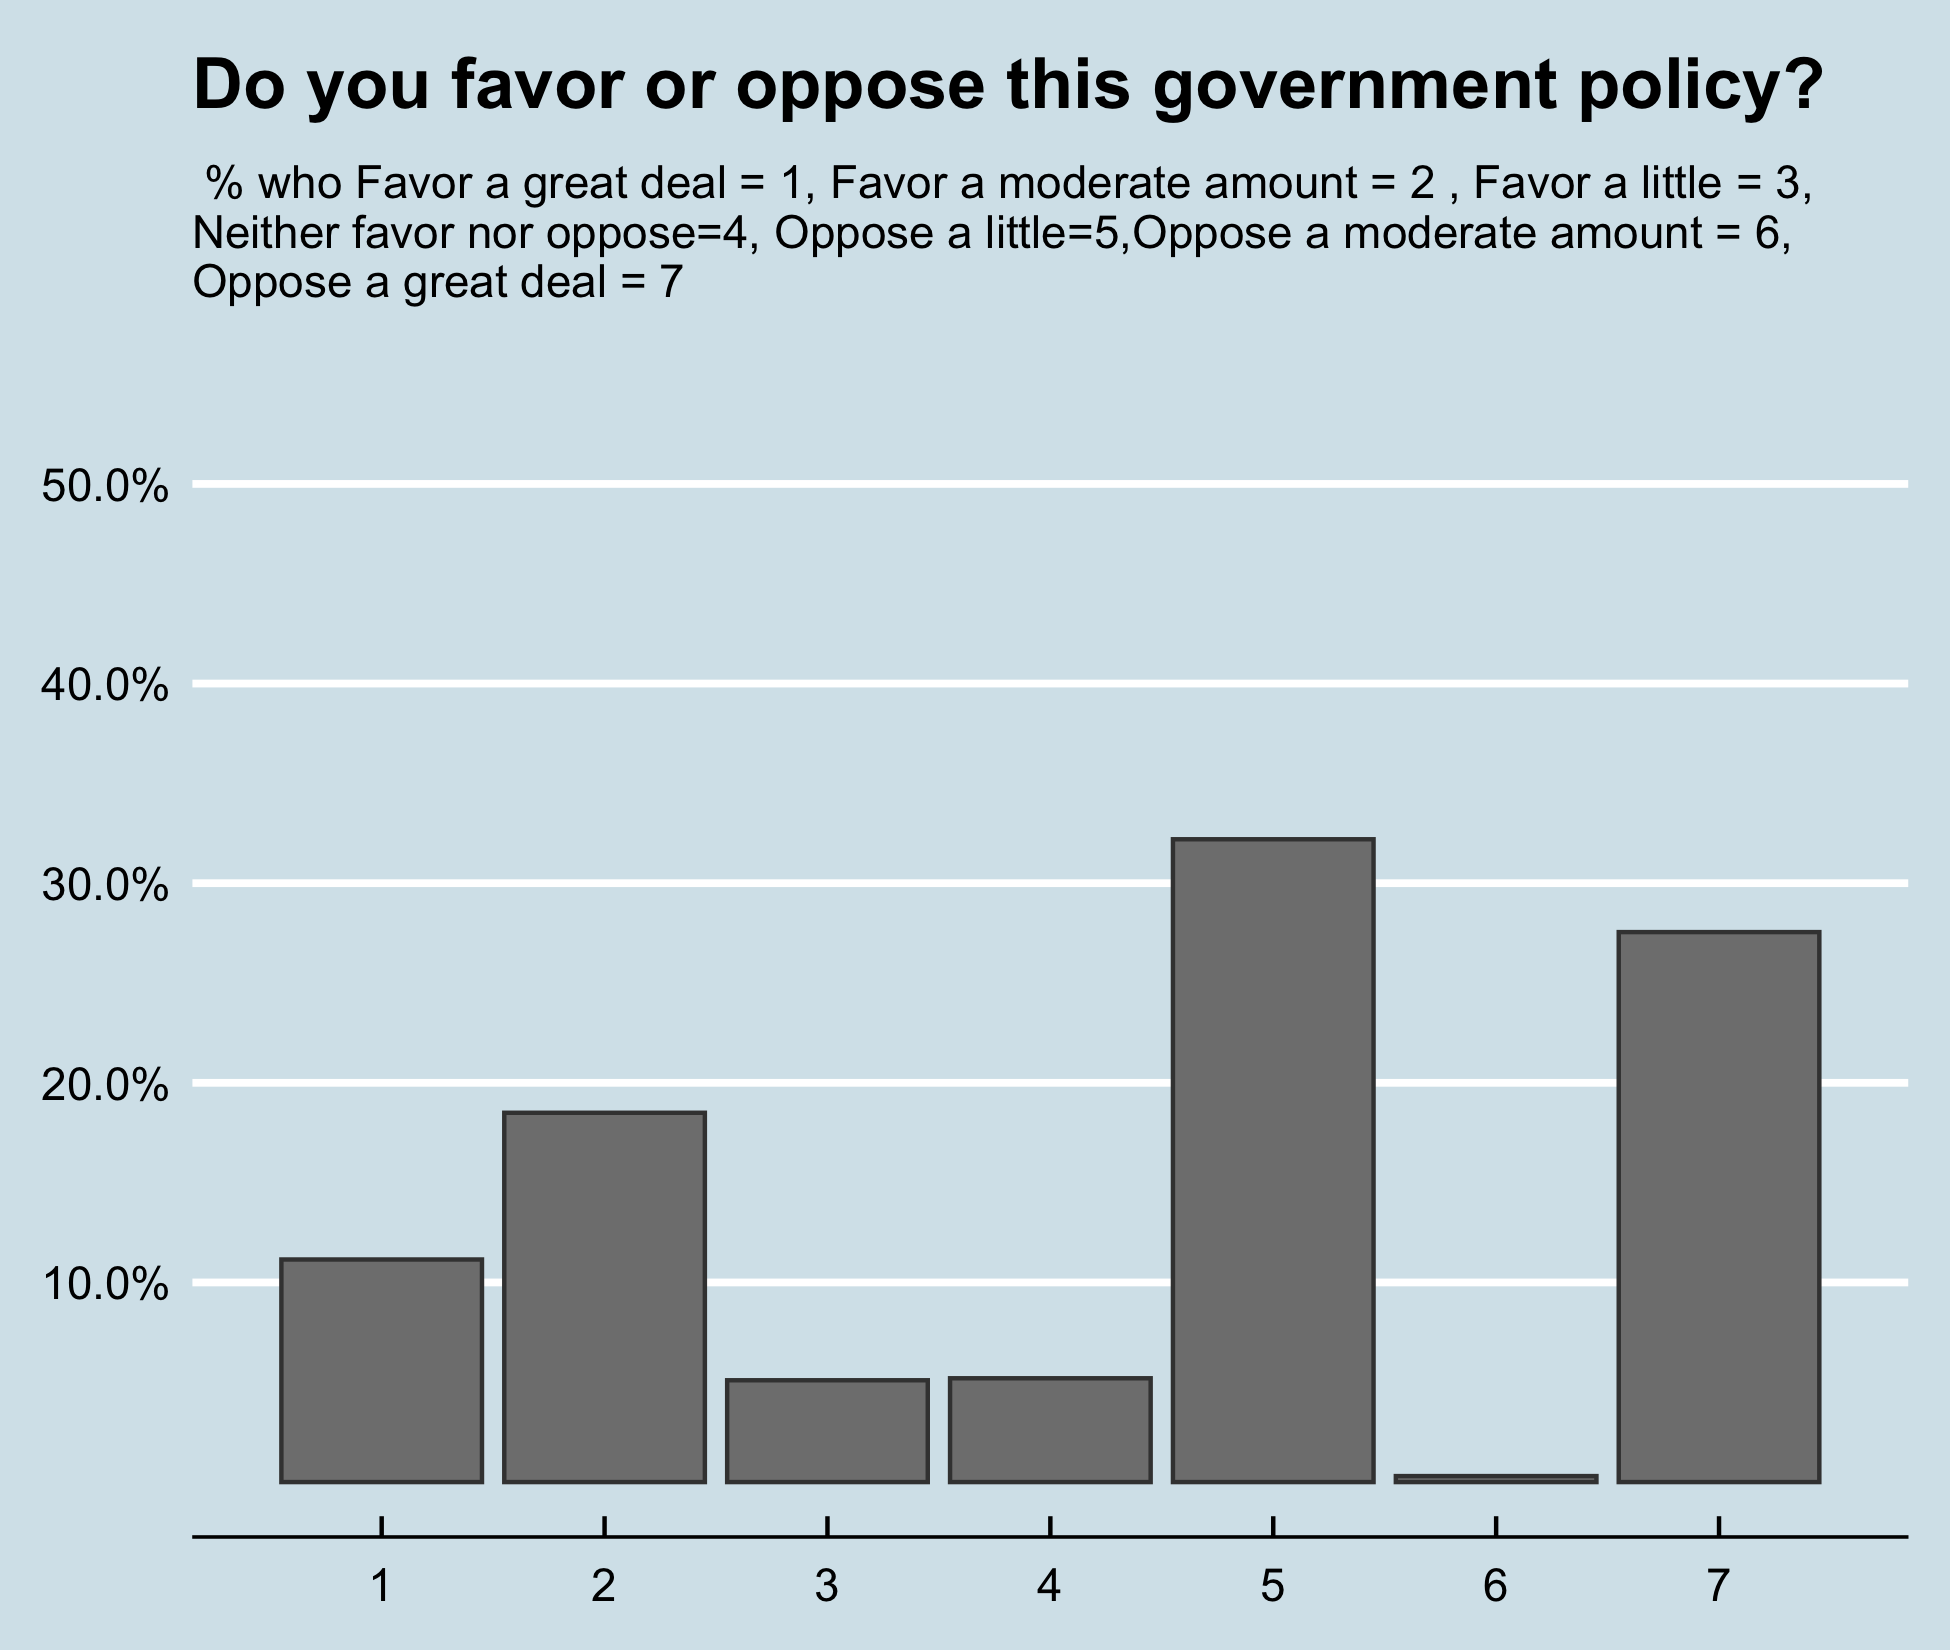 Do you favor or oppose this government policy?
% who Favor a great deal = 1, Favor a moderate amount = 2 , Favor a little = 3,
Neither favor nor oppose=4, Oppose a little=5,Oppose a moderate amount = 6,
Oppose a great deal = 7
50.0%
40.0%
30.0%
20.0%
10.0%
1 2 3 4 5 6 7